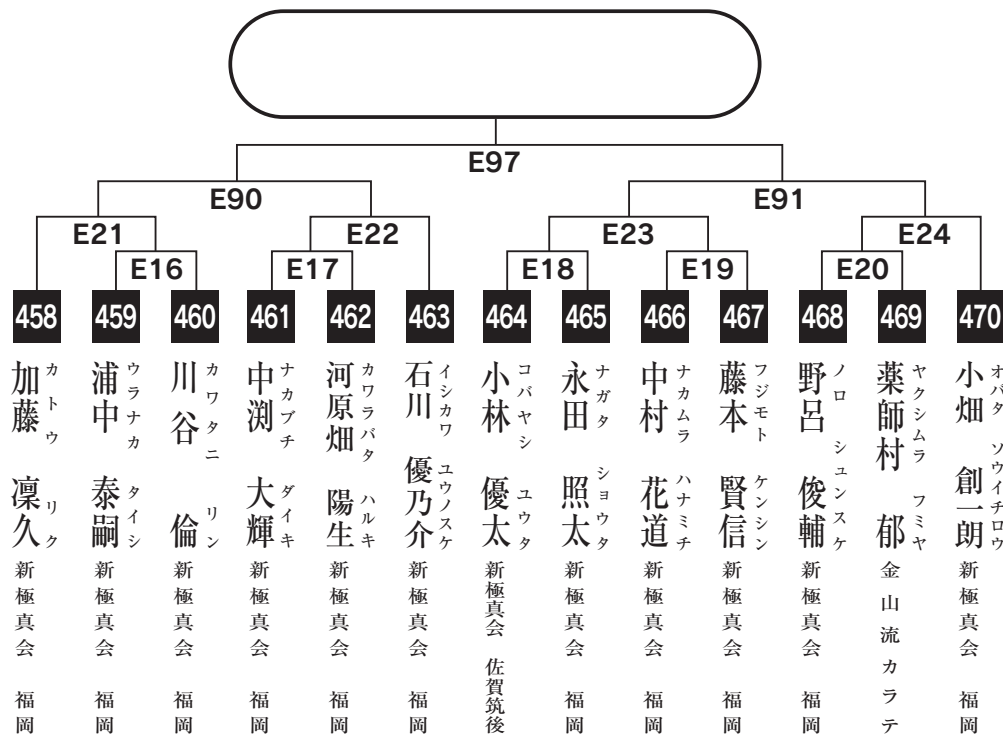 E97
E90
E91
E21
E22
E23
E24
E16
E17
E18
E19
E20
458
459
460
461
462
463
464
465
466
467
468
469
470
加藤 凜久
カトウ リク
新極真会 福岡
浦中 泰嗣
ウラナカ タイシ
新極真会 福岡
川谷 倫
カワタニ リン
新極真会 福岡
中渕 大輝
ナカブチ ダイキ
新極真会 福岡
河原畑 陽生
カワラバタ ハルキ
新極真会 福岡
石川 優乃介
イシカワ ユウノスケ
新極真会 福岡
小林 優太
コバヤシ ユウタ
新極真会 佐賀筑後
永田 照太
ナガタ ショウタ
新極真会 福岡
中村 花道
ナカムラ ハナミチ
新極真会 福岡
藤本 賢信
フジモト ケンシン
新極真会 福岡
野呂 俊輔
ノロ シュンスケ
新極真会 福岡
薬師村 郁
ヤクシムラ フミヤ
金山流カラテ
小畑 創一朗
オバタ ソウイチロウ
新極真会 福岡